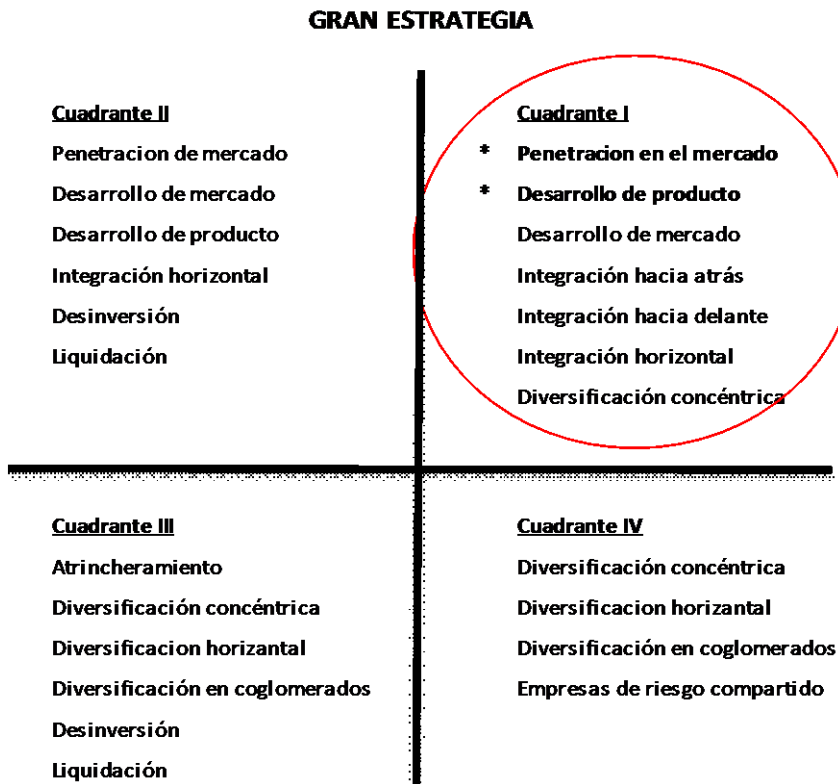 GRAN ESTRATEGIA
Cuadrante II
Penetracion de mercado
Desarrollo de mercado
Desarrollo de producto
Integración horizontal
Desinversión
Liquidación
Cuadrante I
* Penetracion en el mercado
* Desarrollo de producto
Desarrollo de mercado
Integración hacia atrás
Integración hacia delante
Integración horizontal
Diversificación concéntrica
Cuadrante III
Atrincheramiento
Diversificación concéntrica
Diversificacion horizantal
Diversificación en coglomerados
Desinversión
Liquidación
Cuadrante IV
Diversificación concéntrica
Diversificacion horizantal
Diversificación en coglomerados
Empresas de riesgo compartido